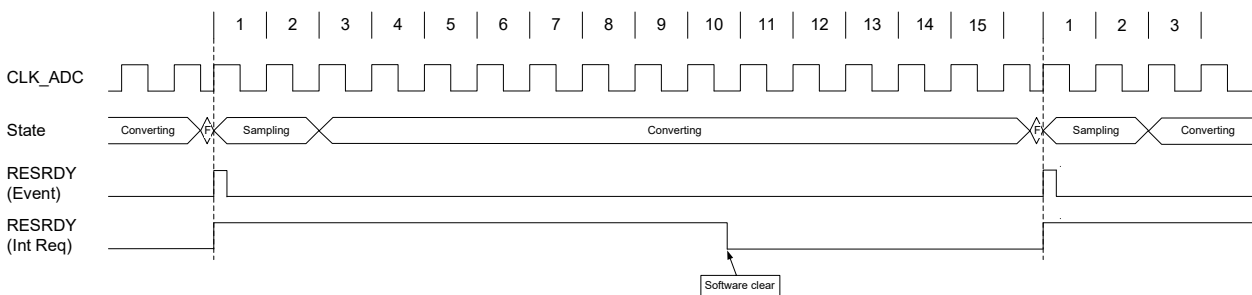 1 2 3 4 5 6 7 8 9 10 11 12 13 14 15 1 2 3
CLK_ADC
State Converting F Sampling Converting F Sampling Converting
RESRDY
(Event)
RESRDY
(Int Req)
Software clear